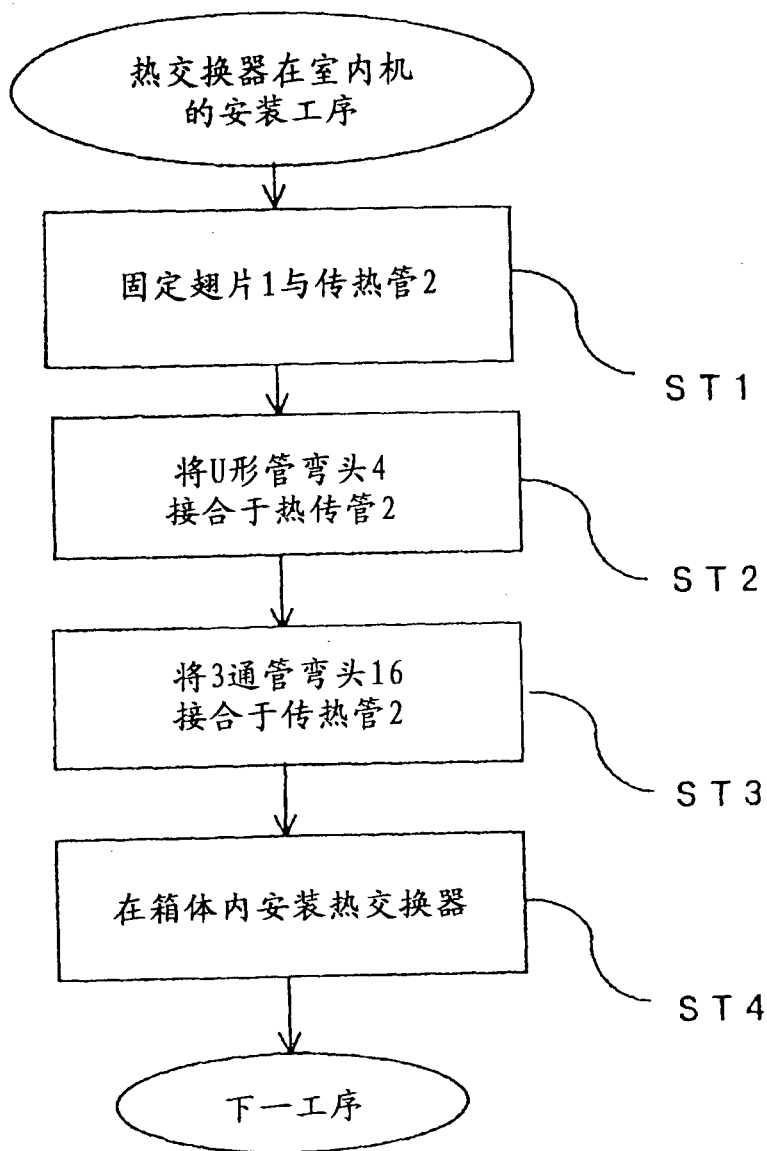 热交换器在室内机
的安装工序
固定翅片1与传热管2
ST1
将U形管弯头4
接合于热传管2
ST2
将3通管弯头16
接合于传热管2
ST3
在箱体内安装热交换器
ST4
下一工序